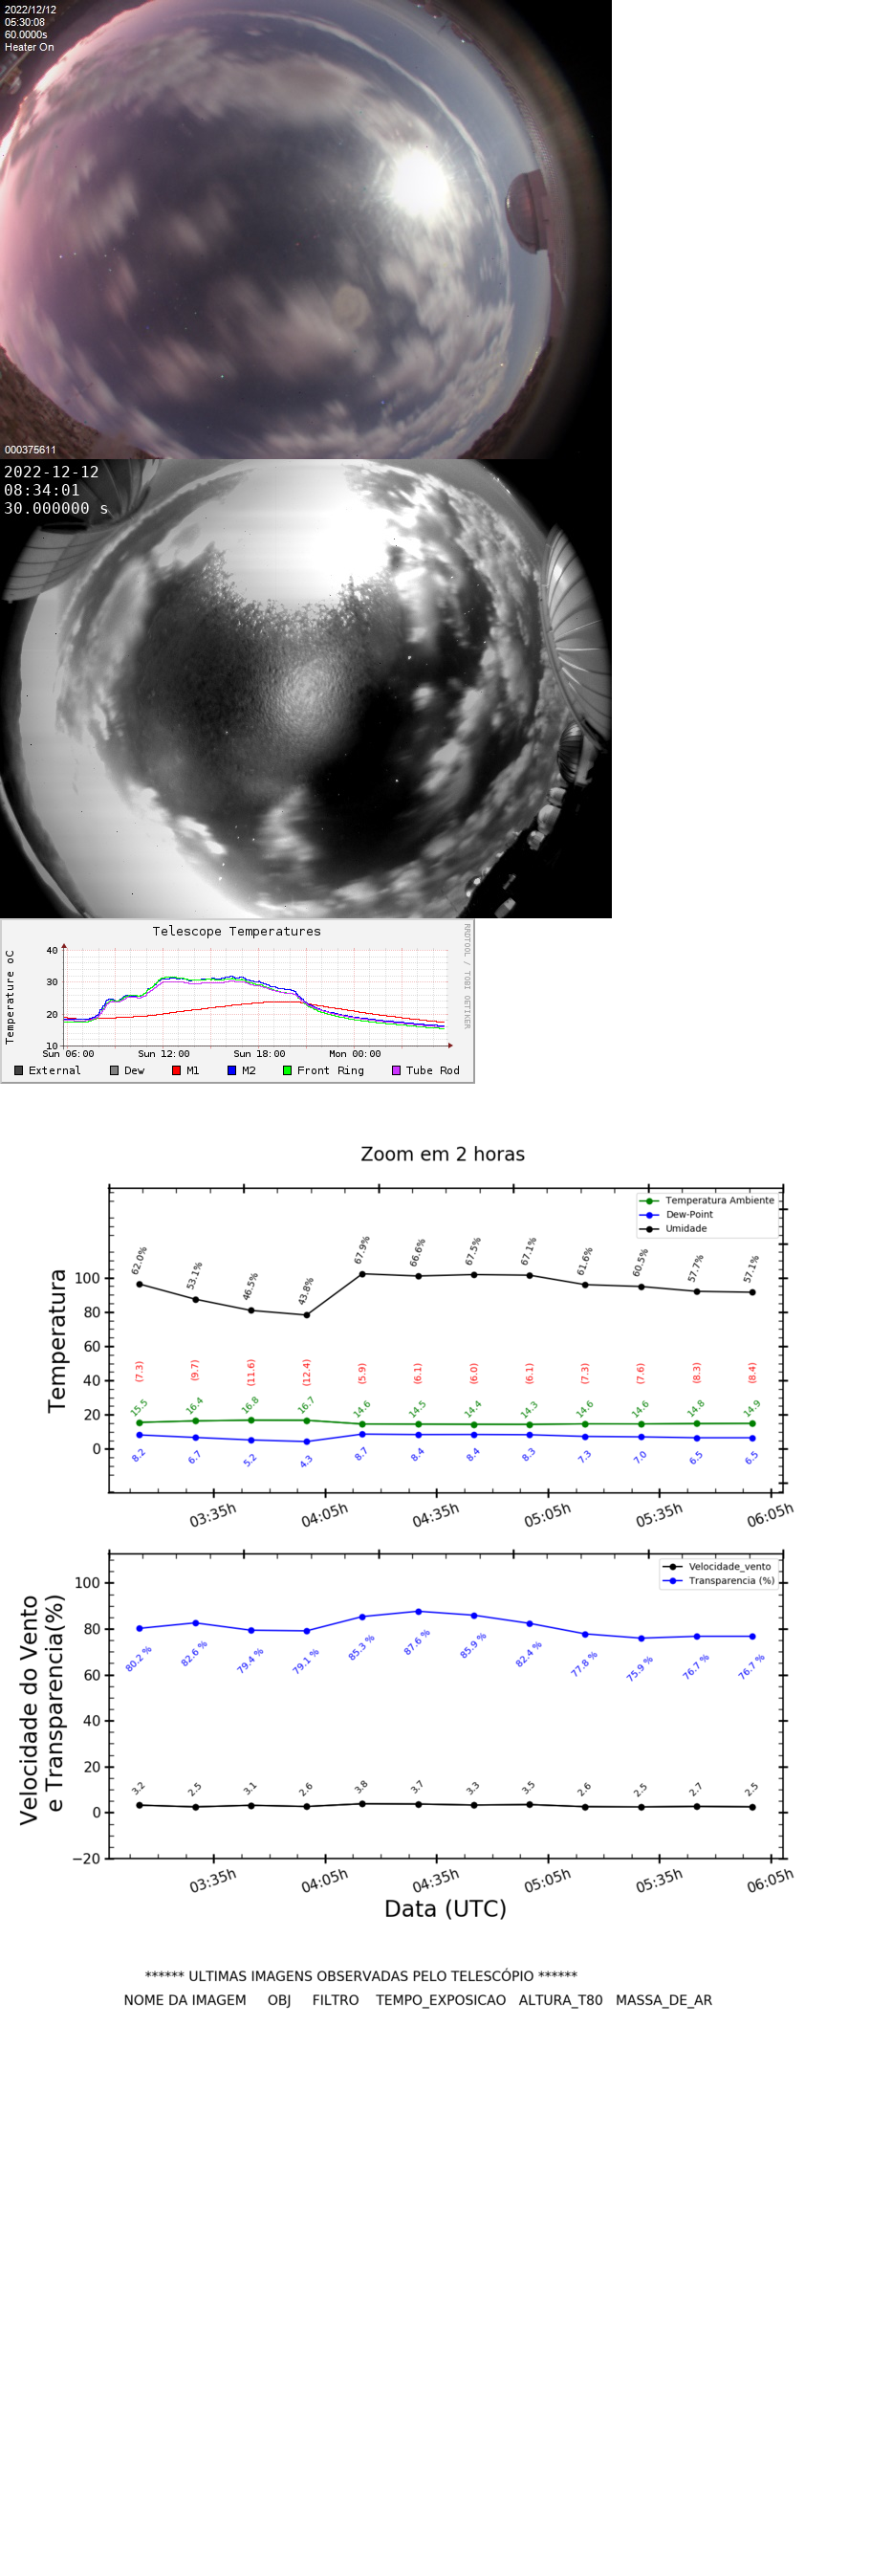 2022/12/12
05:30:08
60.0000s
Heater On
000375611
2022-12-12
08:34:01
30.000000 s
Telescope Temperatures
RRDTOOL / TOBI OETIKER
Temperature oC
40
30
20
10
Sun 06:00 Sun 12:00 Sun 18:00 Mon 00:00
External Dew M1 M2 Front Ring Tube Rod
Zoom em 2 horas
Temperatura Ambiente
Dew-Point
Umidade
Temperatura
100
80
60
40
20
0
62.0% 53.1% 46.5% 43.8% 67.9% 66.6% 67.5% 67.1% 61.6% 60.5% 57.7% 57.1%
(7.3) (9.7) (11.6) (12.4) (5.9) (6.1) (6.0) (6.1) (7.3) (7.6) (8.3) (8.4)
15.5 16.4 16.8 16.7 14.6 14.5 14.4 14.3 14.6 14.6 14.8 14.9
8.2 6.7 5.2 4.3 8.7 8.4 8.4 8.3 7.3 7.0 6.5 6.5
03:35h 04:05h 04:35h 05:05h 05:35h 06:05h
Velocidade_vento
Transparencia (%)
Velocidade do Vento
e Transparencia(%)
100
80
60
40
20
0
−20
80.2 % 82.6 % 79.4 % 79.1 % 85.3 % 87.6 % 85.9 % 82.4 % 77.8 % 75.9 % 76.7 % 76.7 %
3.2 2.5 3.1 2.6 3.8 3.7 3.3 3.5 2.6 2.5 2.7 2.5
03:35h 04:05h 04:35h 05:05h 05:35h 06:05h
Data (UTC)
****** ULTIMAS IMAGENS OBSERVADAS PELO TELESCÓPIO ******
NOME DA IMAGEM OBJ FILTRO TEMPO_EXPOSICAO ALTURA_T80 MASSA_DE_AR